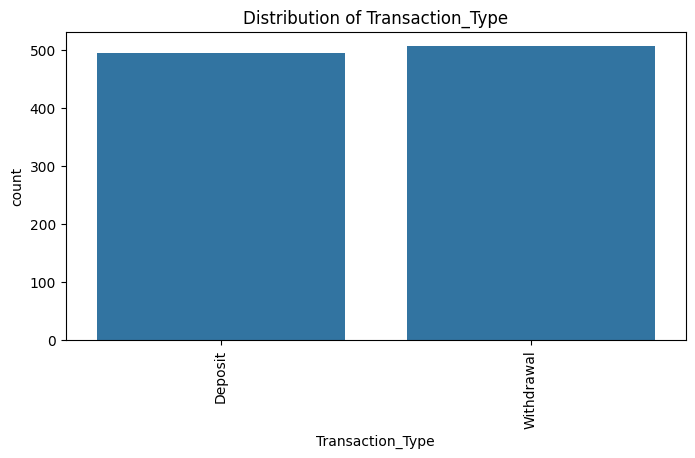 Distribution of Transaction_Type
count
500
400
300
200
100
0
Deposit
Withdrawal
Transaction_Type